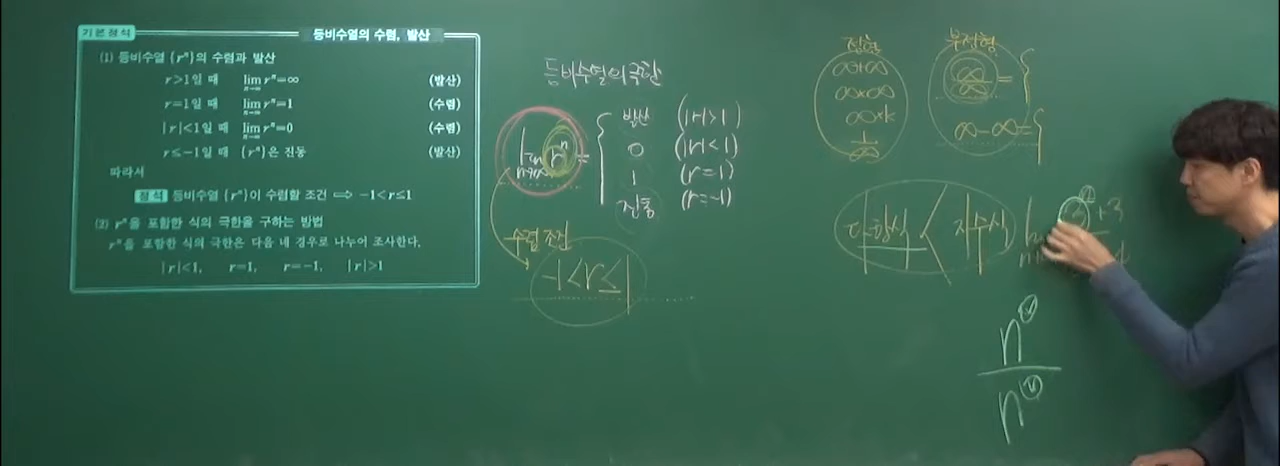 기본정석
등비수열의 수렴, 발산
(1) 등비수열 {rⁿ}의 수렴과 발산
r>1일 때 lim rⁿ=∞ (발산)
n→∞
r=1일 때 lim rⁿ=1 (수렴)
n→∞
|r|<1일 때 lim rⁿ=0 (수렴)
n→∞
r≤-1일 때 {rⁿ}은 진동 (발산)
따라서
정석 등비수열 {rⁿ}이 수렴할 조건 ⟹ -1<r≤1
(2) rⁿ을 포함한 식의 극한을 구하는 방법
rⁿ을 포함한 식의 극한은 다음 네 경우로 나누어 조사한다.
|r|<1, r=1, r=-1, |r|>1
등비수열의 극한
lim rⁿ = {
n→∞
발산 (|r|>1)
0 (|r|<1)
1 (r=1)
진동 (r=-1)
수렴 조건
-1<r≤1
정형
∞+∞
∞×∞
∞×k
1/∞
부정형
∞/∞ = {
∞-∞ = {
다항식 < 지수식
+3
n
n